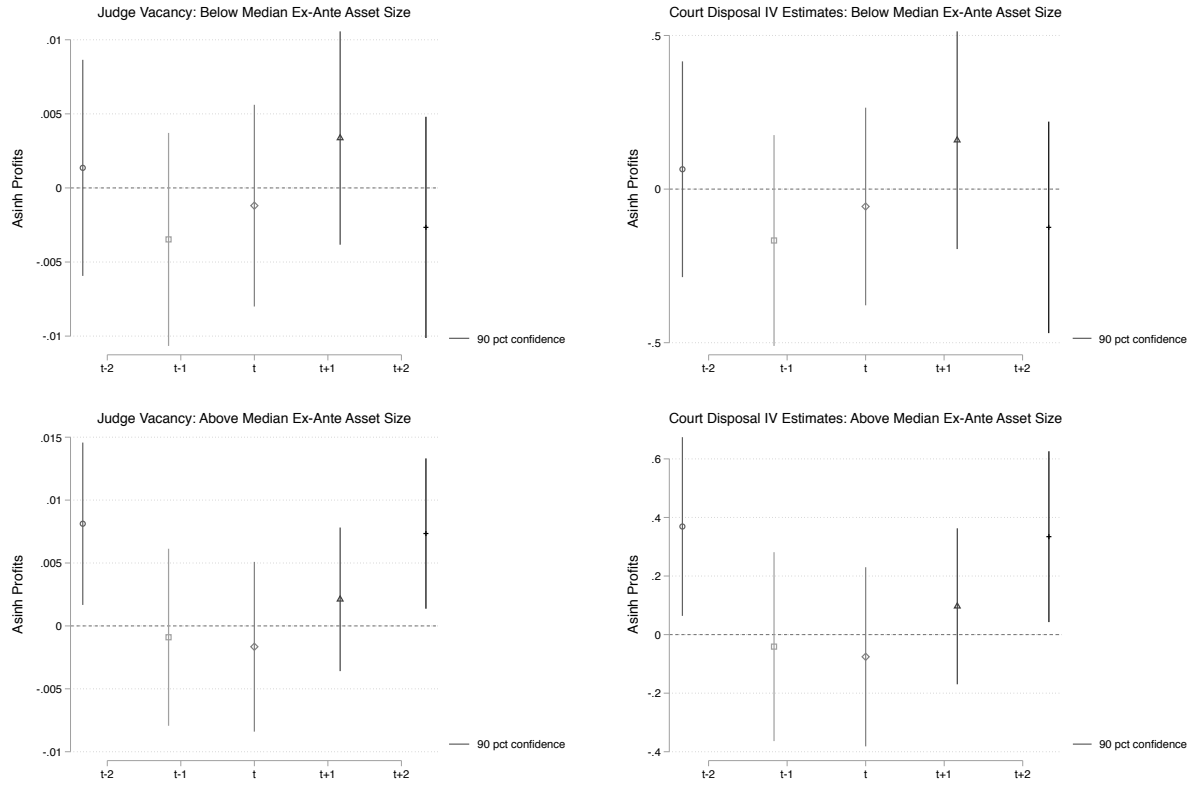 Judge Vacancy: Below Median Ex-Ante Asset Size
.01
.005
0
-.005
-.01
Asinh Profits
t-2 t-1 t t+1 t+2
90 pct confidence
Court Disposal IV Estimates: Below Median Ex-Ante Asset Size
.5
0
-.5
Asinh Profits
t-2 t-1 t t+1 t+2
90 pct confidence
Judge Vacancy: Above Median Ex-Ante Asset Size
.015
.01
.005
0
-.005
-.01
Asinh Profits
t-2 t-1 t t+1 t+2
90 pct confidence
Court Disposal IV Estimates: Above Median Ex-Ante Asset Size
.6
.4
.2
0
-.2
-.4
Asinh Profits
t-2 t-1 t t+1 t+2
90 pct confidence